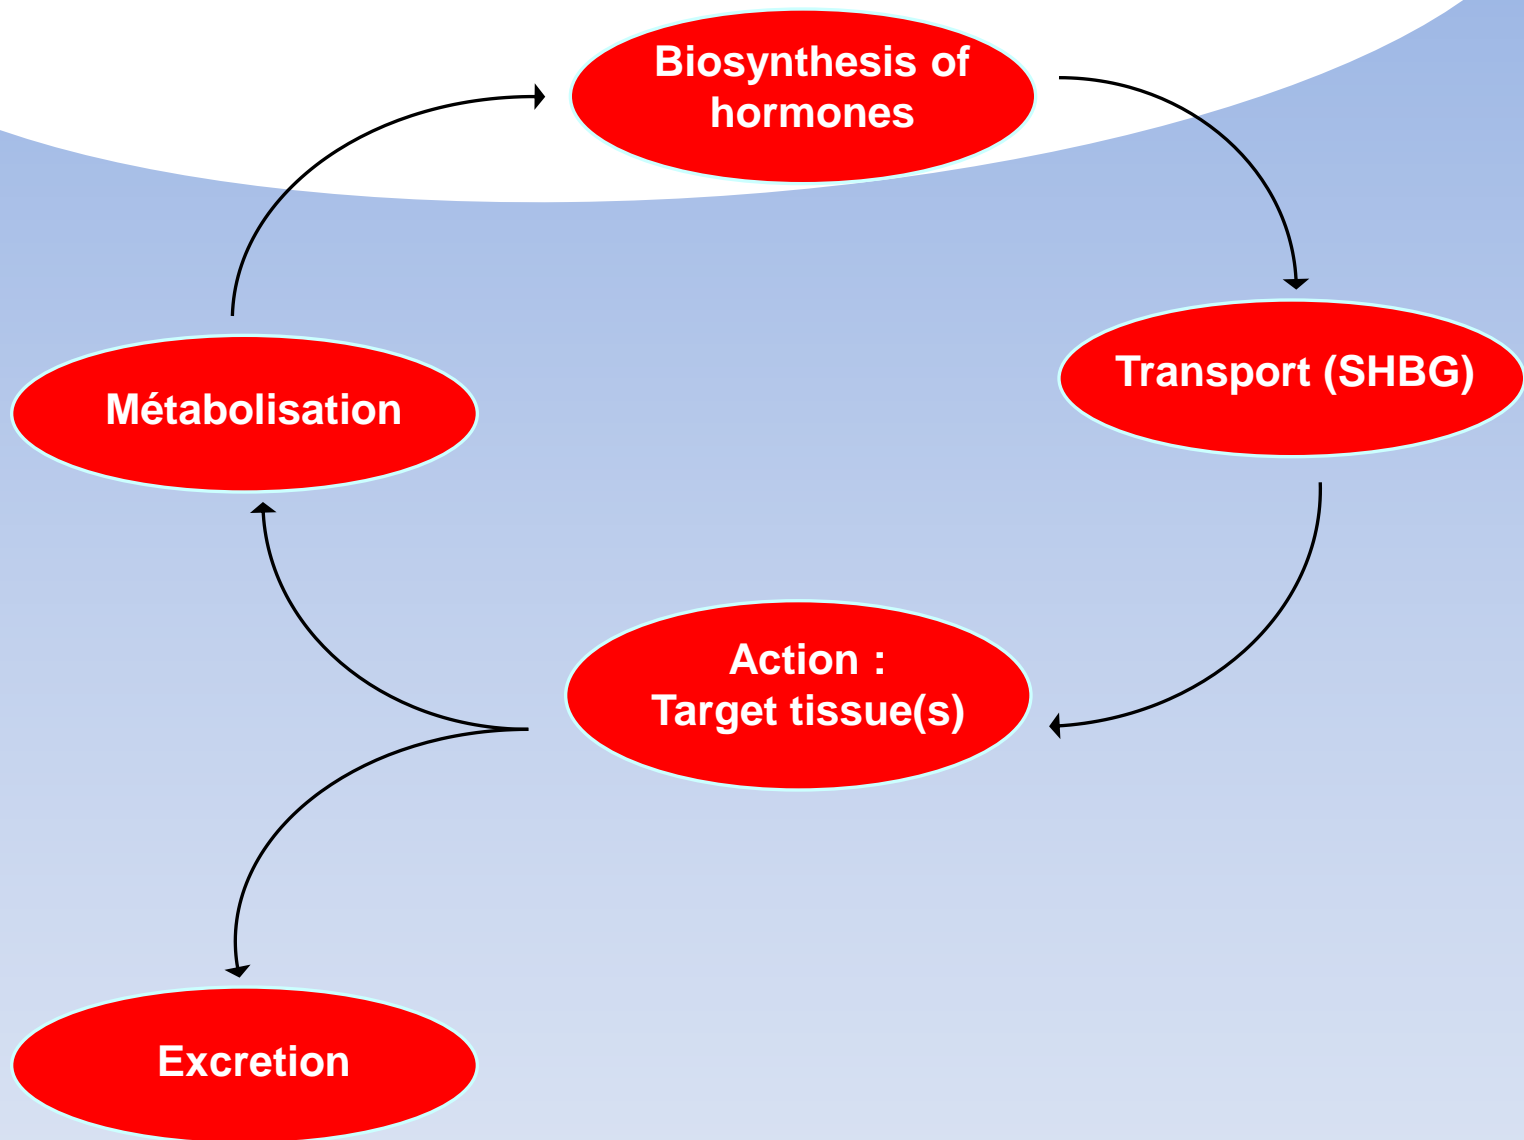 Biosynthesis of
hormones
Transport (SHBG)
Métabolisation
Action :
Target tissue(s)
Excretion